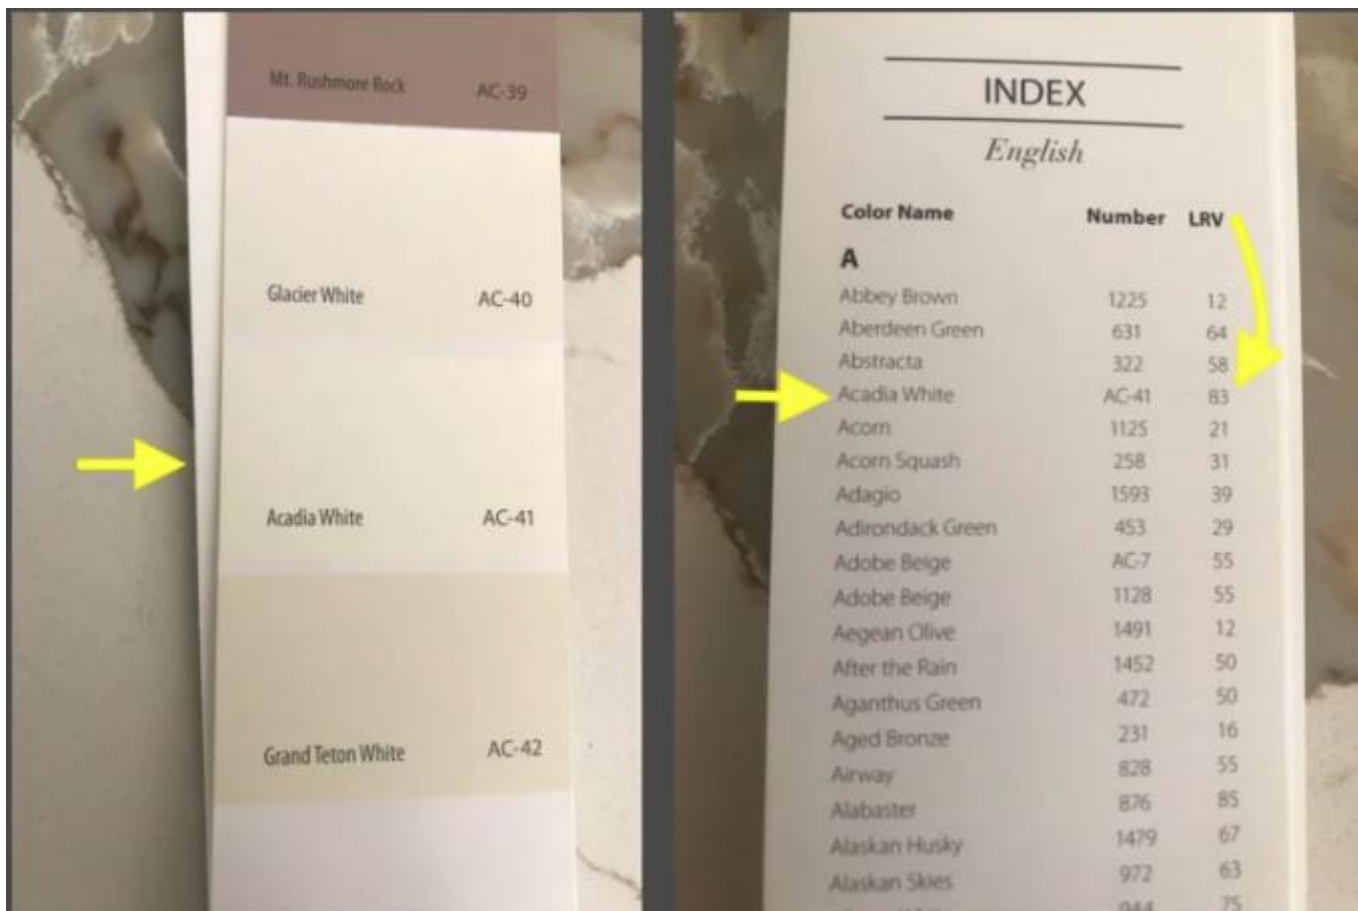 Mt. Rushmore Rock AC-39
Glacier White AC-40
Acadia White AC-41
Grand Teton White AC-42
INDEX
English
Color Name Number LRV
A
Abbey Brown 1225 12
Aberdeen Green 631 64
Abstracta 322 58
Acadia White AC-41 83
Acorn 1125 21
Acorn Squash 258 31
Adagio 1593 39
Adirondack Green 453 29
Adobe Beige AC-7 55
Adobe Beige 1128 55
Aegean Olive 1491 12
After the Rain 1452 50
Aganthus Green 472 50
Aged Bronze 231 16
Airway 828 55
Alabaster 876 85
Alaskan Husky 1479 67
Alaskan Skies 972 63
944 75